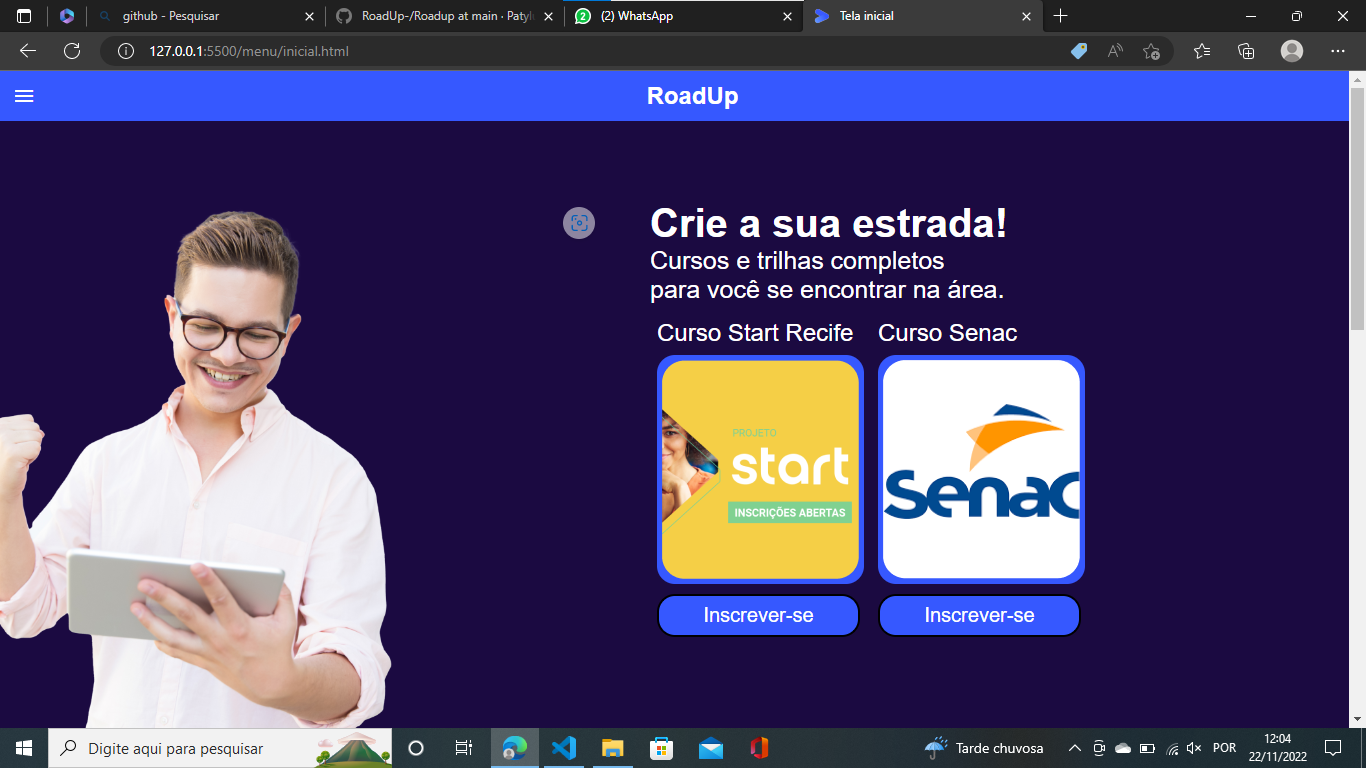 github - Pesquisar
RoadUp-/Roadup at main · Patyl
(2) WhatsApp
Tela inicial
127.0.0.1:5500/menu/inicial.html
RoadUp
Crie a sua estrada!
Cursos e trilhas completos
para você se encontrar na área.
Curso Start Recife
Curso Senac
PROJETO
start
INSCRIÇÕES ABERTAS
Senac
Inscrever-se
Inscrever-se
Digite aqui para pesquisar
Tarde chuvosa
POR
12:04
22/11/2022